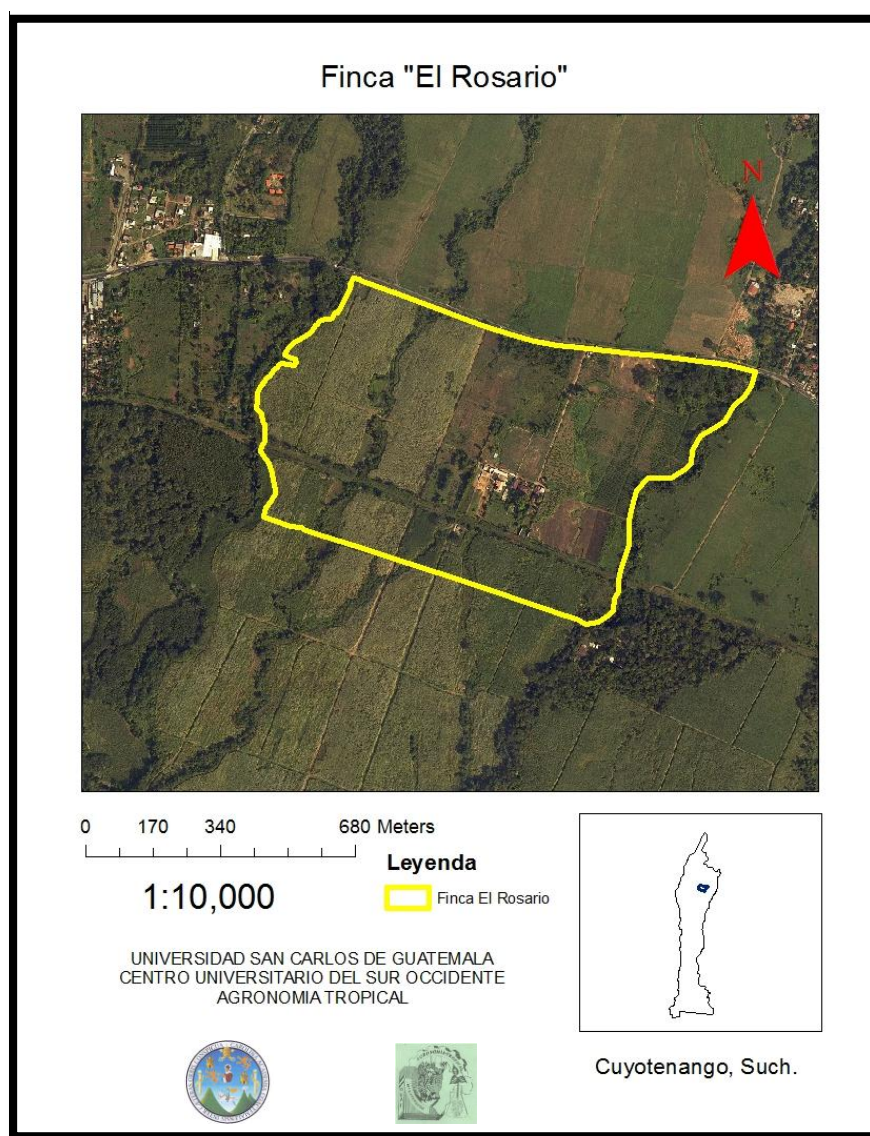 Finca "El Rosario"
N
0 170 340 680 Meters
1:10,000
Leyenda
Finca El Rosario
UNIVERSIDAD SAN CARLOS DE GUATEMALA
CENTRO UNIVERSITARIO DEL SUR OCCIDENTE
AGRONOMIA TROPICAL
Cuyotenango, Such.